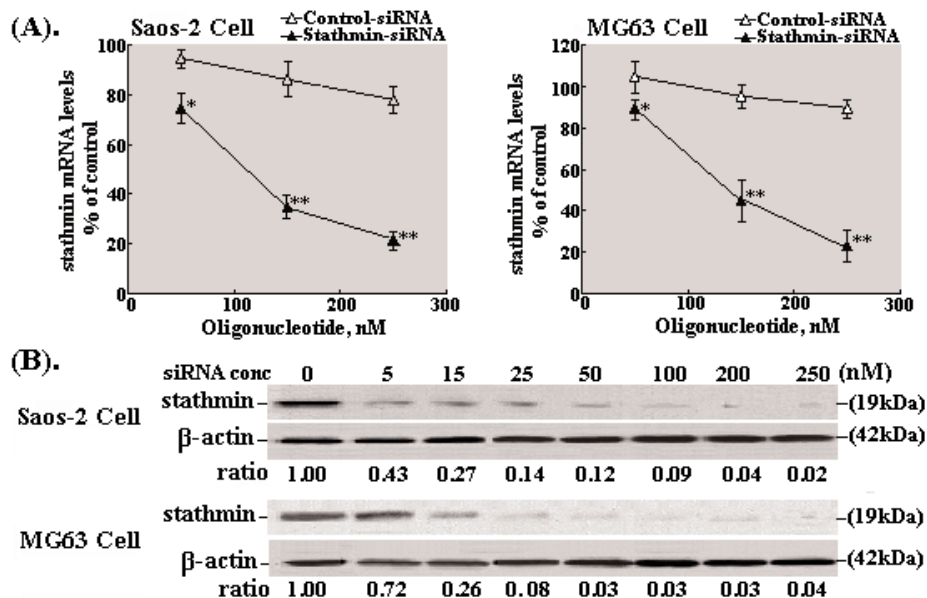 (A).
Saos-2 Cell
Control-siRNA
Stathmin-siRNA
stathmin mRNA levels
% of control
100
80
60
40
20
0
*
**
**
0 100 200 300
Oligonucleotide, nM
MG63 Cell
Control-siRNA
Stathmin-siRNA
stathmin mRNA levels
% of control
120
100
80
60
40
20
0
*
**
**
0 100 200 300
Oligonucleotide, nM
(B).
siRNA conc 0 5 15 25 50 100 200 250 (nM)
Saos-2 Cell
stathmin (19kDa)
β-actin (42kDa)
ratio 1.00 0.43 0.27 0.14 0.12 0.09 0.04 0.02
MG63 Cell
stathmin (19kDa)
β-actin (42kDa)
ratio 1.00 0.72 0.26 0.08 0.03 0.03 0.03 0.04